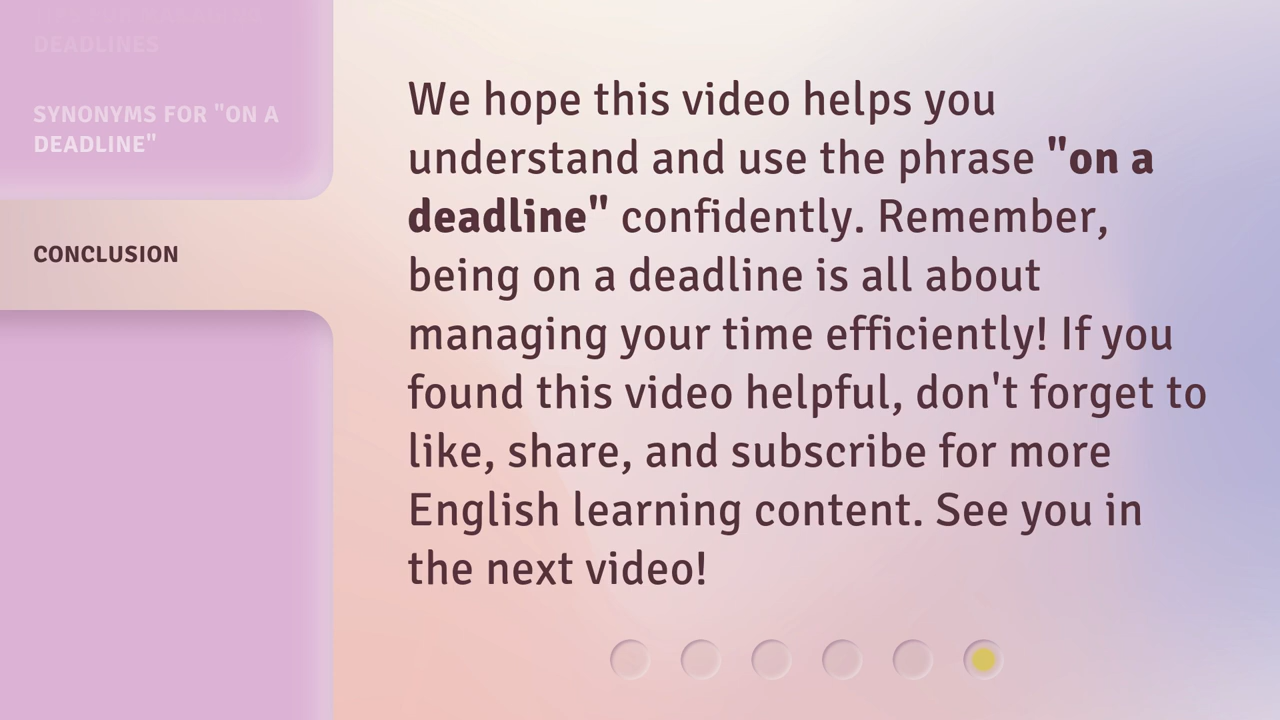 DEADLINES
SYNONYMS FOR "ON A
DEADLINE"
CONCLUSION
We hope this video helps you
understand and use the phrase "on a
deadline" confidently. Remember,
being on a deadline is all about
managing your time efficiently! If you
found this video helpful, don't forget to
like, share, and subscribe for more
English learning content. See you in
the next video!